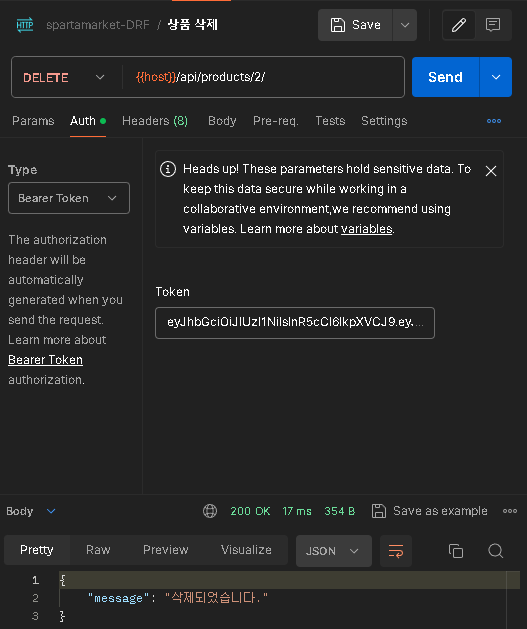 HTTP spartamarket-DRF / 상품 삭제 Save
DELETE {{host}}/api/products/2/ Send
Params Auth Headers (8) Body Pre-req. Tests Settings
Type
Bearer Token
The authorization
header will be
automatically
generated when you
send the request.
Learn more about
Bearer Token
authorization.
Heads up! These parameters hold sensitive data. To
keep this data secure while working in a
collaborative environment,we recommend using
variables. Learn more about variables.
Token
eyJhbGciOiJIUzI1NiIsInR5cCI6IkpXVCJ9.ey....
Body 200 OK 17 ms 354 B Save as example
Pretty Raw Preview Visualize JSON
1 {
2 "message": "삭제되었습니다."
3 }